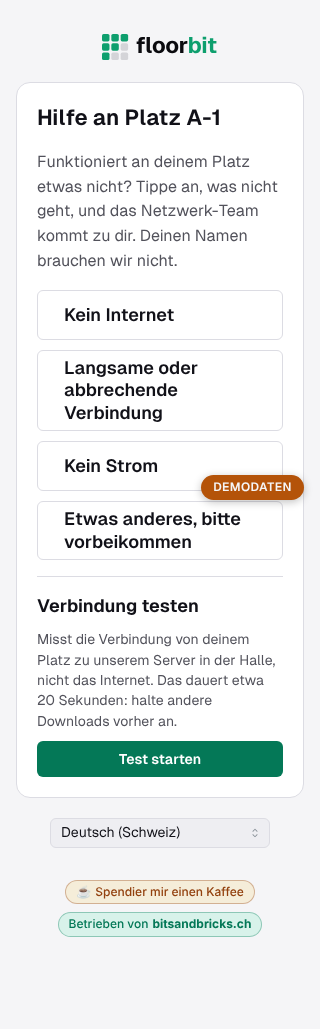 floorbit
Hilfe an Platz A-1
Funktioniert an deinem Platz
etwas nicht? Tippe an, was nicht
geht, und das Netzwerk-Team
kommt zu dir. Deinen Namen
brauchen wir nicht.
Kein Internet
Langsame oder
abbrechende
Verbindung
Kein Strom
DEMODATEN
Etwas anderes, bitte
vorbeikommen
Verbindung testen
Misst die Verbindung von deinem
Platz zu unserem Server in der Halle,
nicht das Internet. Das dauert etwa
20 Sekunden: halte andere
Downloads vorher an.
Test starten
Deutsch (Schweiz)
☕ Spendier mir einen Kaffee
Betrieben von bitsandbricks.ch